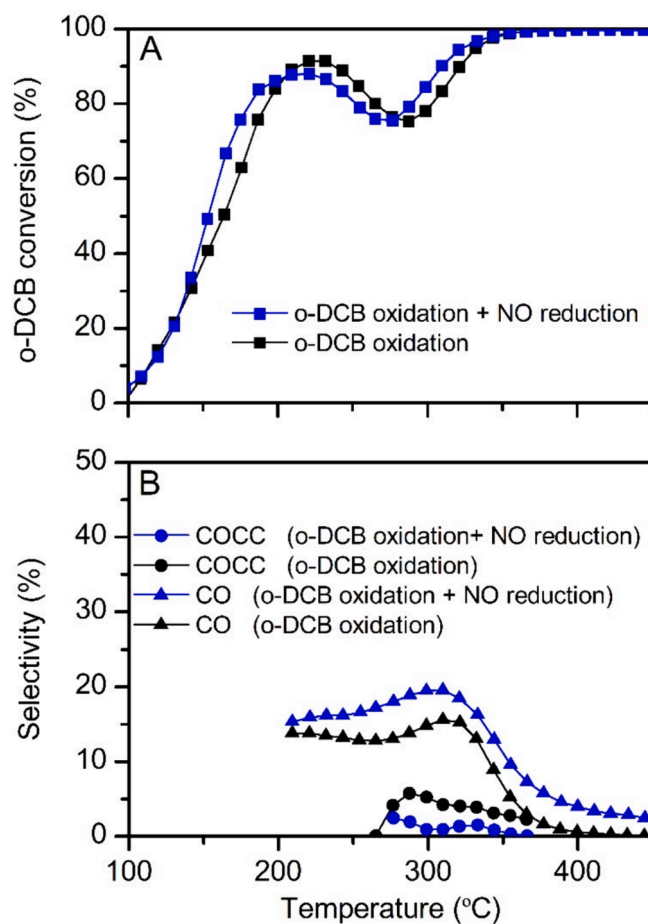 A
100
80
60
40
20
0
o-DCB conversion (%)
o-DCB oxidation + NO reduction
o-DCB oxidation
B
50
40
30
20
10
0
Selectivity (%)
COCC (o-DCB oxidation+ NO reduction)
COCC (o-DCB oxidation)
CO (o-DCB oxidation + NO reduction)
CO (o-DCB oxidation)
100 200 300 400
Temperature (°C)